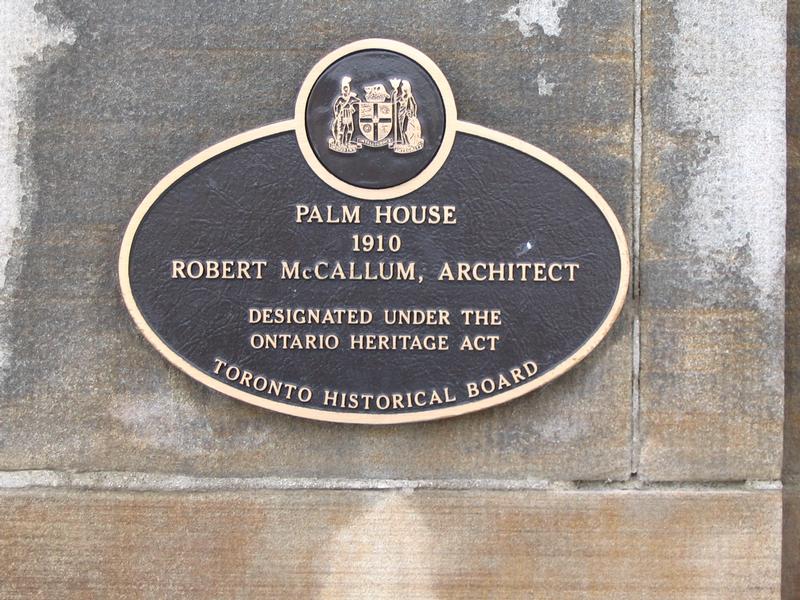 PALM HOUSE
1910
ROBERT McCALLUM, ARCHITECT
DESIGNATED UNDER THE
ONTARIO HERITAGE ACT
TORONTO HISTORICAL BOARD